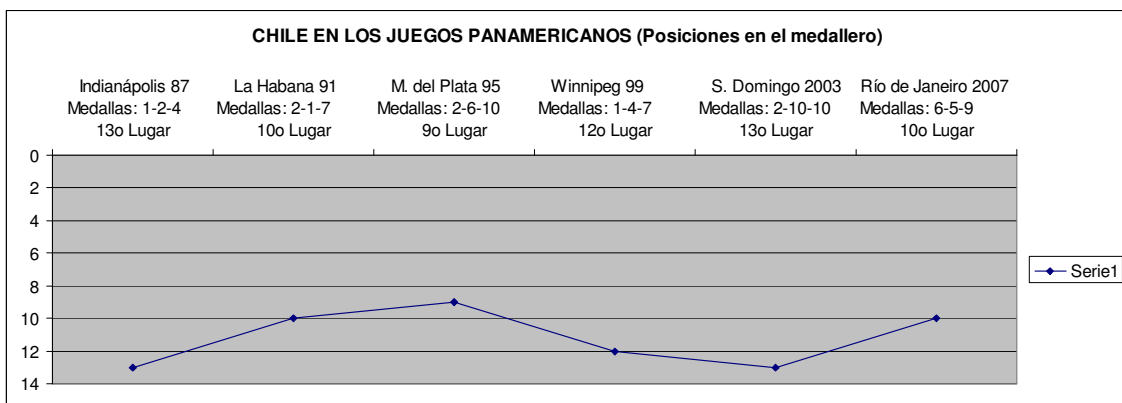 CHILE EN LOS JUEGOS PANAMERICANOS (Posiciones en el medallero)
Indianápolis 87
Medallas: 1-2-4
13o Lugar
La Habana 91
Medallas: 2-1-7
10o Lugar
M. del Plata 95
Medallas: 2-6-10
9o Lugar
Winnipeg 99
Medallas: 1-4-7
12o Lugar
S. Domingo 2003
Medallas: 2-10-10
13o Lugar
Río de Janeiro 2007
Medallas: 6-5-9
10o Lugar
0
2
4
6
8
10
12
14
Serie1